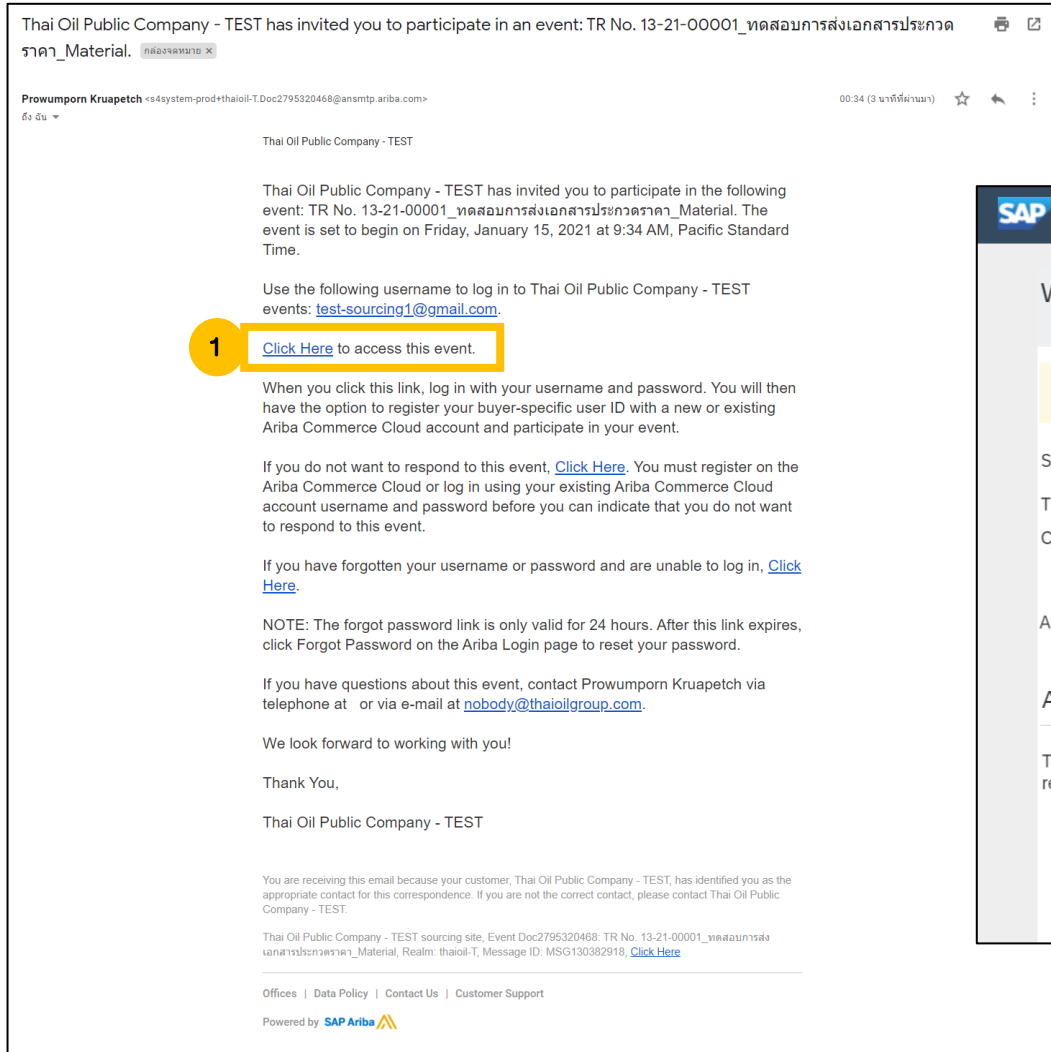 Thai Oil Public Company - TEST has invited you to participate in an event: TR No. 13-21-00001_ทดสอบการส่งเอกสารประกวด
ราคา_Material. กล่องจดหมาย ×
Prowumporn Kruapetch <s4system-prod+thaioil-T.Doc2795320468@ansmtp.ariba.com>
00:34 (3 นาทีที่ผ่านมา)
ถึง ฉัน
Thai Oil Public Company - TEST
Thai Oil Public Company - TEST has invited you to participate in the following
event: TR No. 13-21-00001_ทดสอบการส่งเอกสารประกวดราคา_Material. The
event is set to begin on Friday, January 15, 2021 at 9:34 AM, Pacific Standard
Time.
Use the following username to log in to Thai Oil Public Company - TEST
events: test-sourcing1@gmail.com.
1
Click Here to access this event.
When you click this link, log in with your username and password. You will then
have the option to register your buyer-specific user ID with a new or existing
Ariba Commerce Cloud account and participate in your event.
If you do not want to respond to this event, Click Here. You must register on the
Ariba Commerce Cloud or log in using your existing Ariba Commerce Cloud
account username and password before you can indicate that you do not want
to respond to this event.
If you have forgotten your username or password and are unable to log in, Click
Here.
NOTE: The forgot password link is only valid for 24 hours. After this link expires,
click Forgot Password on the Ariba Login page to reset your password.
If you have questions about this event, contact Prowumporn Kruapetch via
telephone at or via e-mail at nobody@thaioilgroup.com.
We look forward to working with you!
Thank You,
Thai Oil Public Company - TEST
You are receiving this email because your customer, Thai Oil Public Company - TEST, has identified you as the
appropriate contact for this correspondence. If you are not the correct contact, please contact Thai Oil Public
Company - TEST.
Thai Oil Public Company - TEST sourcing site, Event Doc2795320468: TR No. 13-21-00001_ทดสอบการส่ง
เอกสารประกวดราคา_Material, Realm: thaioil-T, Message ID: MSG130382918, Click Here
Offices | Data Policy | Contact Us | Customer Support
Powered by SAP Ariba
SAP